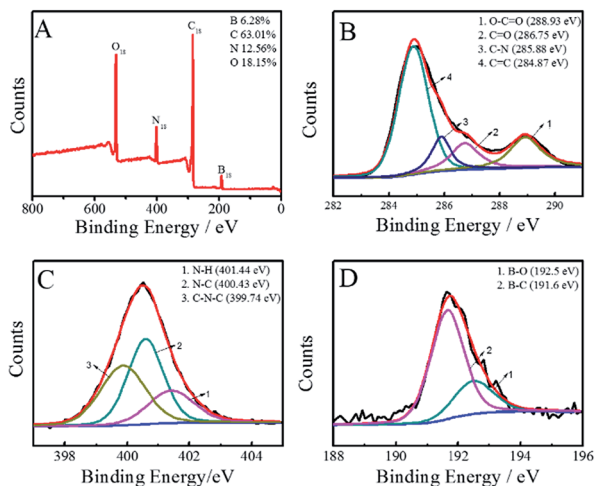 A
B 6.28%
C 63.01%
N 12.56%
O 18.15%
C 1S
O 1S
N 1S
B 1S
Counts
800 600 400 200 0
Binding Energy / eV
B
1. O-C=O (288.93 eV)
2. C=O (286.75 eV)
3. C-N (285.88 eV)
4. C=C (284.87 eV)
4
3
2
1
Counts
282 284 286 288 290
Binding Energy / eV
C
1. N-H (401.44 eV)
2. N-C (400.43 eV)
3. C-N-C (399.74 eV)
2
3
1
Counts
398 400 402 404
Binding Energy/eV
D
1. B-O (192.5 eV)
2. B-C (191.6 eV)
2
1
Counts
188 190 192 194 196
Binding Energy / eV